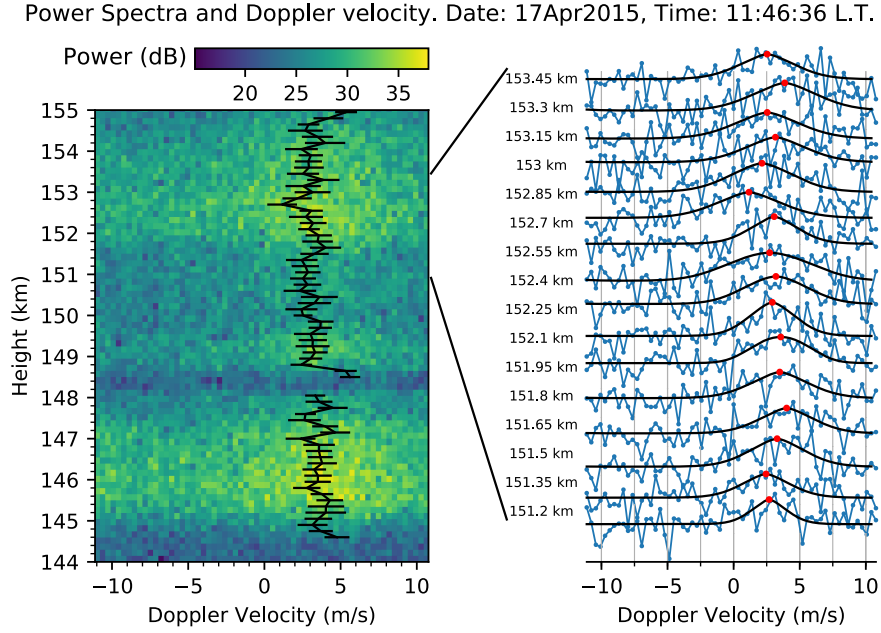 Power Spectra and Doppler velocity. Date: 17Apr2015, Time: 11:46:36 L.T.
Power (dB)
20 25 30 35
155
154
153
152
151
150
149
148
147
146
145
144
Height (km)
−10 −5 0 5 10
Doppler Velocity (m/s)
153.45 km
153.3 km
153.15 km
153 km
152.85 km
152.7 km
152.55 km
152.4 km
152.25 km
152.1 km
151.95 km
151.8 km
151.65 km
151.5 km
151.35 km
151.2 km
−10 −5 0 5 10
Doppler Velocity (m/s)